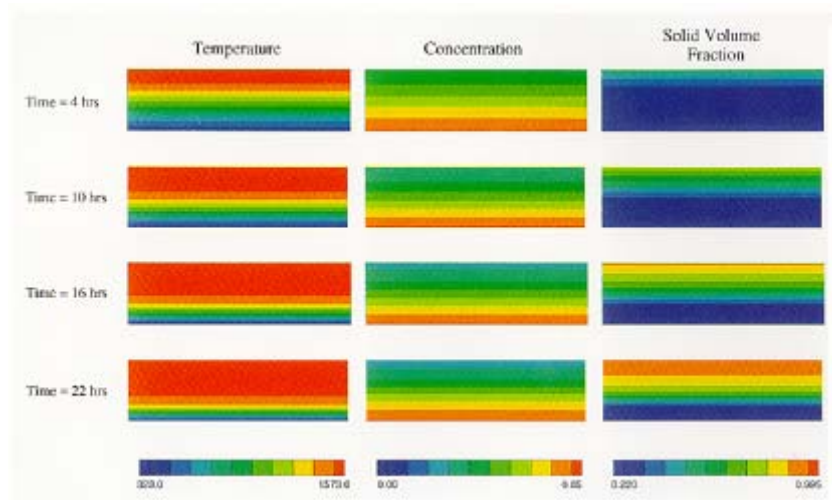 Temperature
Concentration
Solid Volume
Fraction
Time = 4 hrs
Time = 10 hrs
Time = 16 hrs
Time = 22 hrs
0.00
0.220
0.995